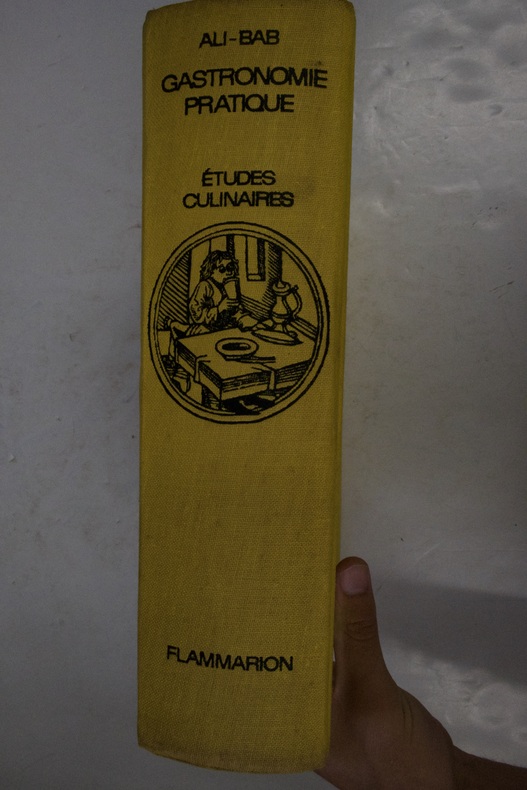 ALI-BAB
GASTRONOMIE
PRATIQUE
ÉTUDES
CULINAIRES
FLAMMARION